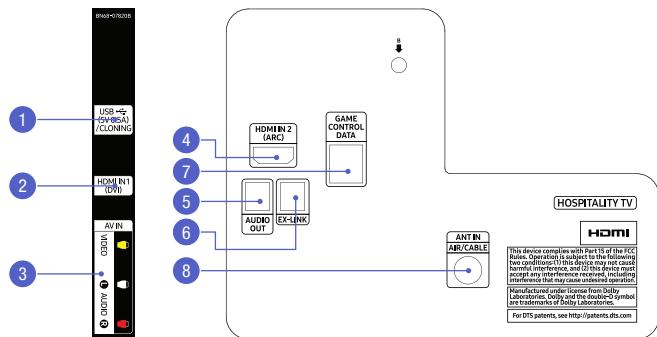 BN68-07820B
1
USB
(5V 0.5A)
/CLONING
2
HDMI IN 1
(DVI)
3
AV IN
VIDEO
L AUDIO R
B
4
HDMI IN 2
(ARC)
GAME
CONTROL
DATA
7
5
AUDIO
OUT
6
EX-LINK
8
ANT IN
AIR/CABLE
HOSPITALITY TV
HDMI
This device complies with Part 15 of the FCC
Rules. Operation is subject to the following
two conditions:(1) this device may not cause
harmful interference, and (2) this device must
accept any interference received, including
interference that may cause undesired operation.
Manufactured under license from Dolby
Laboratories. Dolby and the double-D symbol
are trademarks of Dolby Laboratories.
For DTS patents, see http://patents.dts.com